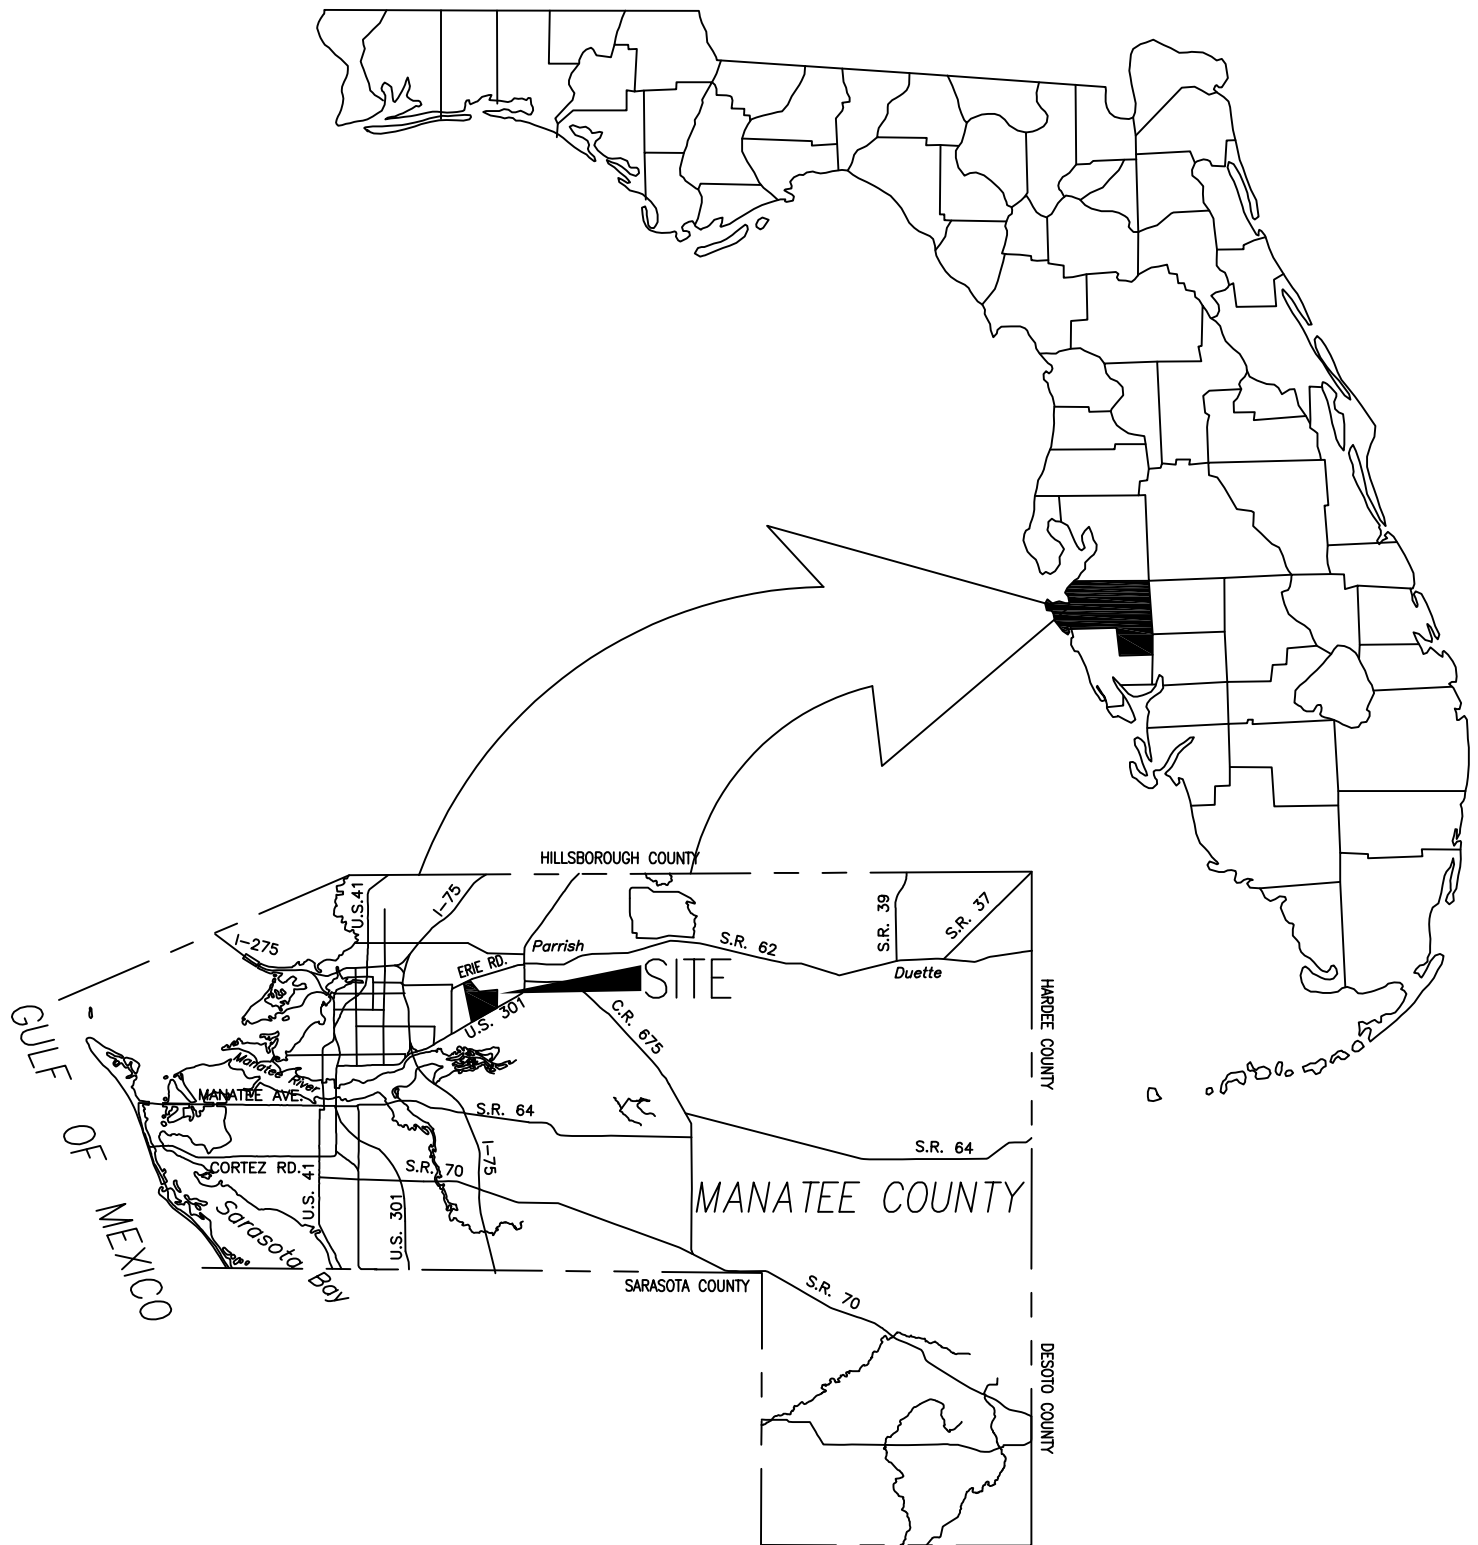 HILLSBOROUGH COUNTY
U.S.41
I-75
S.R. 39
S.R. 37
I-275
Parrish
S.R. 62
ERIE RD.
SITE
Duette
U.S. 301
C.R. 675
HARDEE COUNTY
GULF OF MEXICO
Manatee River
MANATEE AVE.
S.R. 64
S.R. 64
I-75
CORTEZ RD.
S.R. 70
U.S. 41
U.S. 301
MANATEE COUNTY
Sarasota Bay
SARASOTA COUNTY
S.R. 70
DESOTO COUNTY